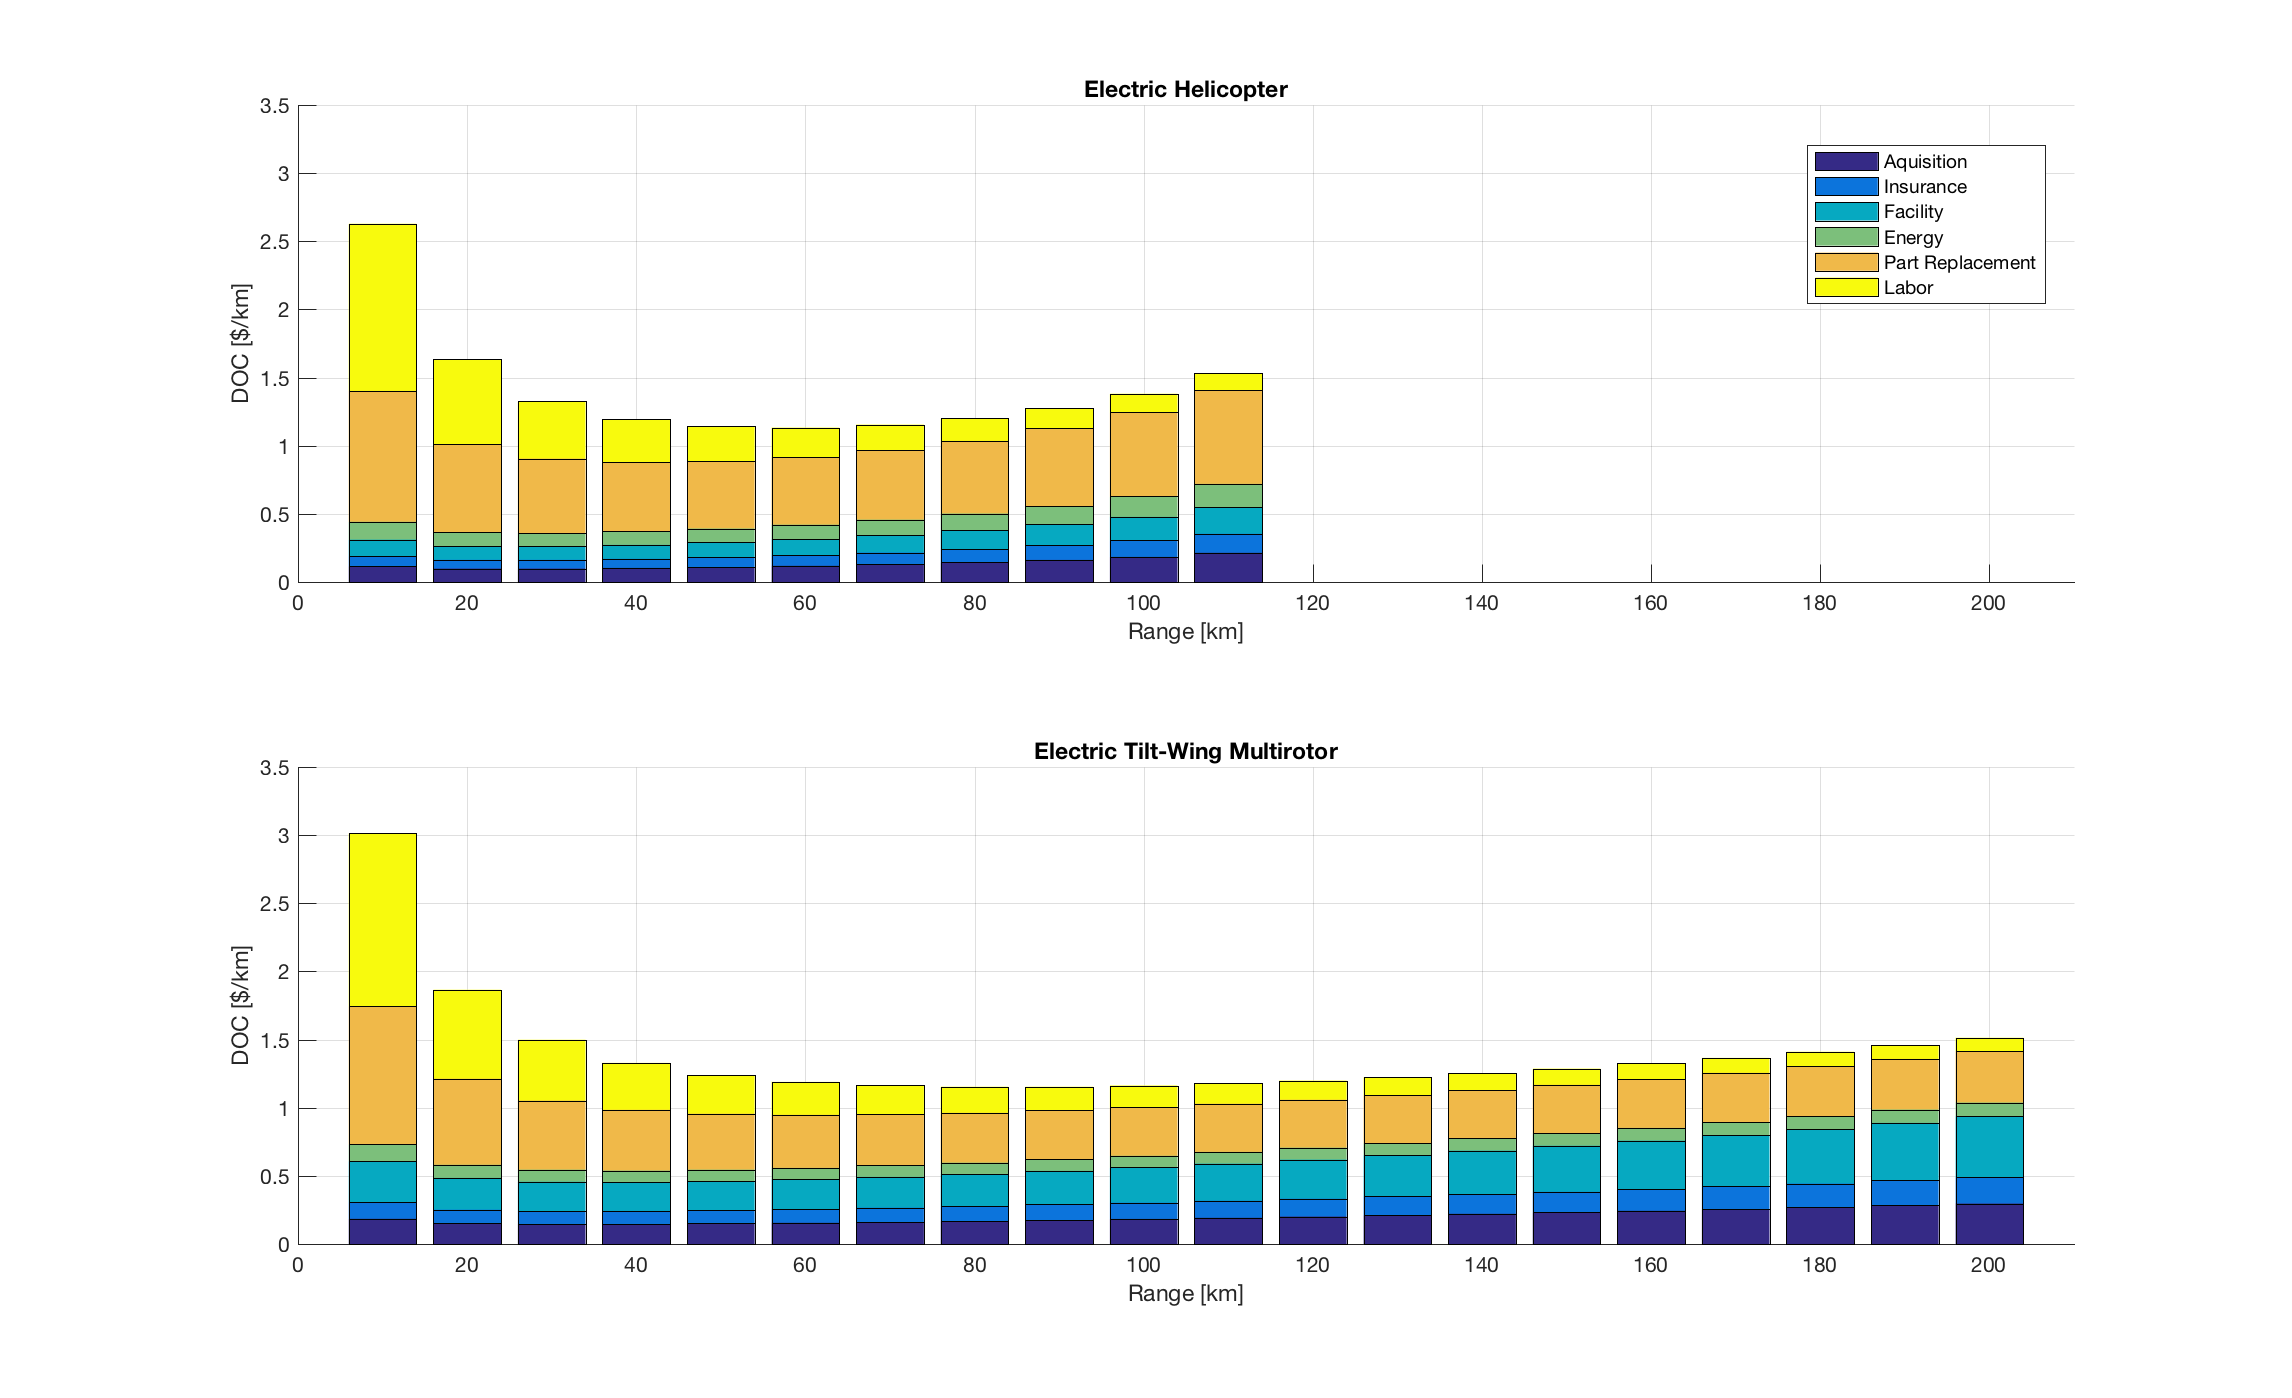 Electric Helicopter
3.5
3
2.5
2
1.5
1
0.5
0
DOC [$/km]
Aquisition
Insurance
Facility
Energy
Part Replacement
Labor
0 20 40 60 80 100 120 140 160 180 200
Range [km]
Electric Tilt-Wing Multirotor
3.5
3
2.5
2
1.5
1
0.5
0
DOC [$/km]
0 20 40 60 80 100 120 140 160 180 200
Range [km]